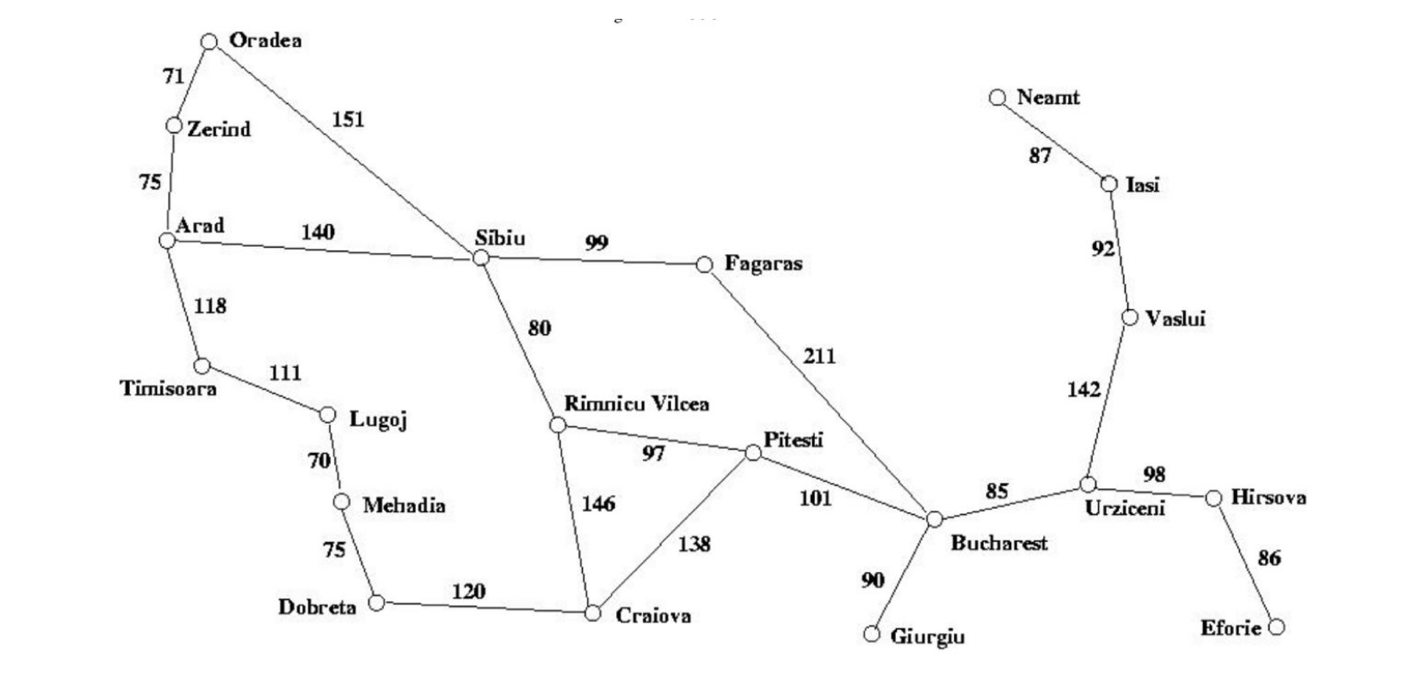 Oradea
71
Neamt
Zerind
151
87
75
Iasi
Arad
140
Sibiu
99
92
Fagaras
118
80
Vaslui
211
111
Timisoara
142
Rimnicu Vilcea
Lugoj
Pitesti
97
70
98
85
Hirsova
Mehadia
146
101
Urziceni
75
138
Bucharest
86
90
120
Dobreta
Craiova
Giurgiu
Eforie